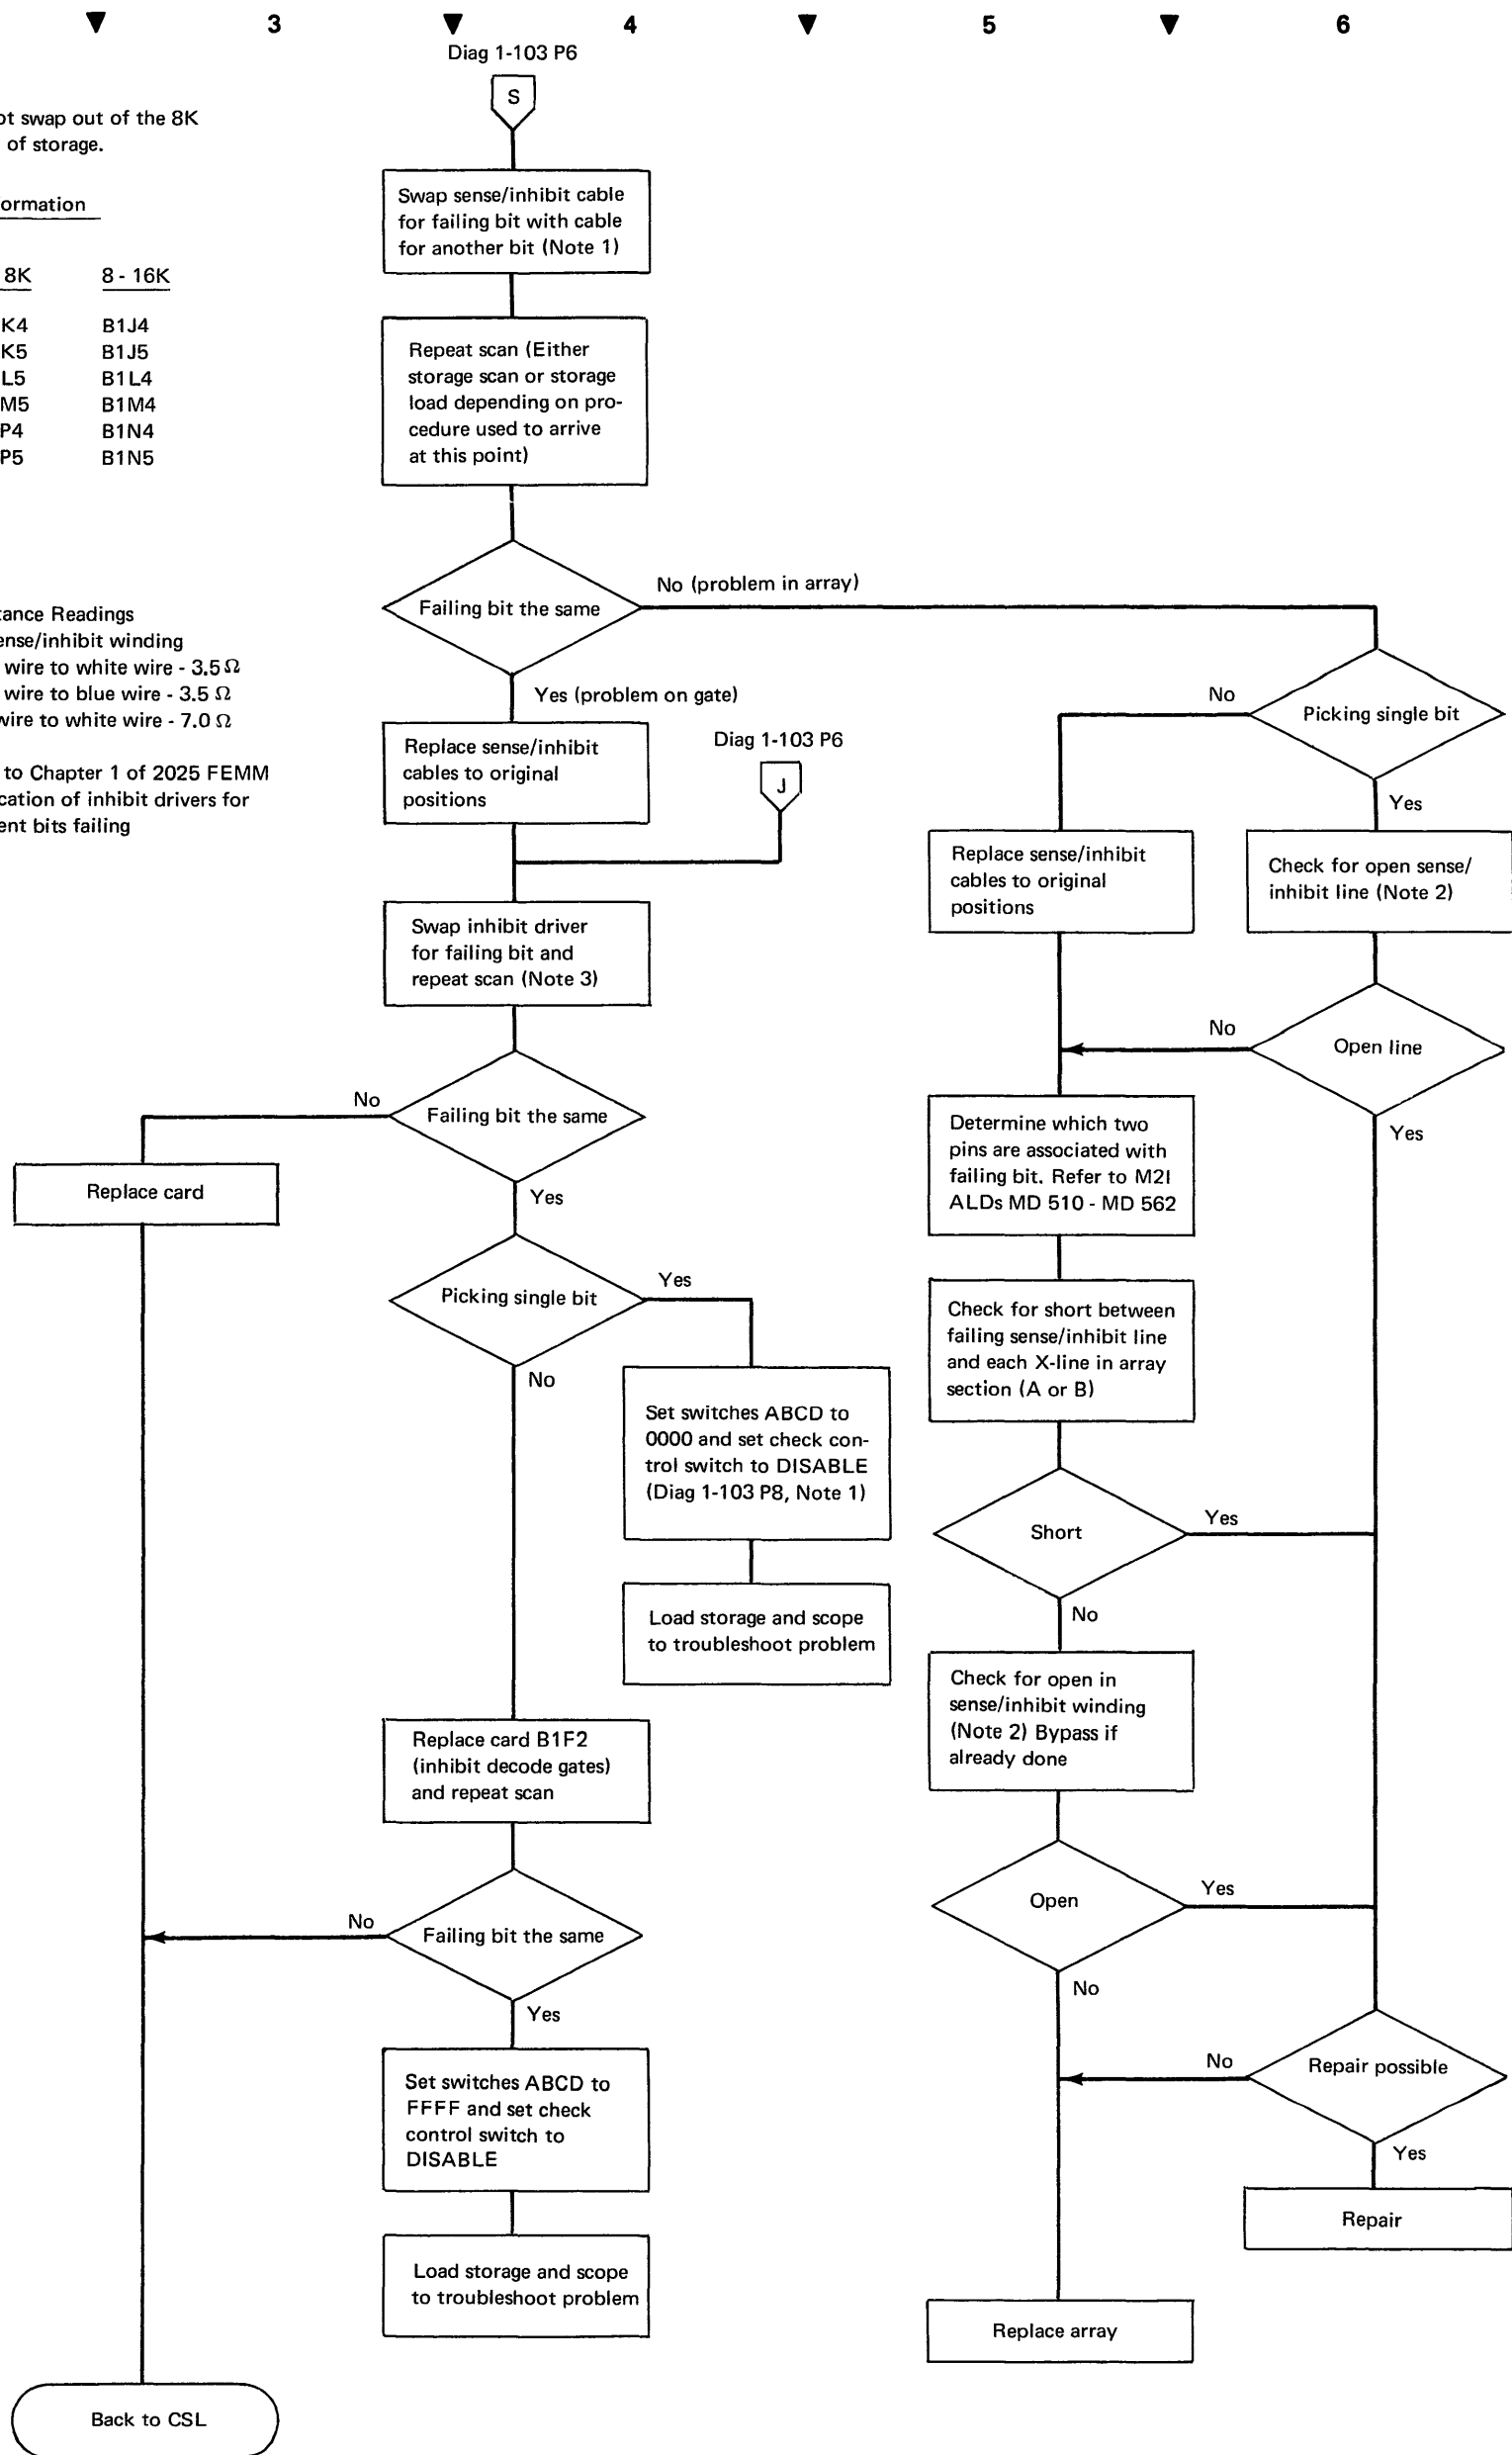 3 4 5 6
Diag 1-103 P6
S
ot swap out of the 8K
of storage.
ormation
8K 8 - 16K
K4 B1J4
K5 B1J5
L5 B1L4
M5 B1M4
P4 B1N4
P5 B1N5
tance Readings
ense/inhibit winding
wire to white wire - 3.5 Ω
wire to blue wire - 3.5 Ω
wire to white wire - 7.0 Ω
to Chapter 1 of 2025 FEMM
cation of inhibit drivers for
ent bits failing
Swap sense/inhibit cable
for failing bit with cable
for another bit (Note 1)
Repeat scan (Either
storage scan or storage
load depending on pro-
cedure used to arrive
at this point)
Failing bit the same
No (problem in array)
Yes (problem on gate)
Replace sense/inhibit
cables to original
positions
Diag 1-103 P6
J
Swap inhibit driver
for failing bit and
repeat scan (Note 3)
Failing bit the same
No
Replace card
Yes
Picking single bit
Yes
No
Set switches ABCD to
0000 and set check con-
trol switch to DISABLE
(Diag 1-103 P8, Note 1)
Load storage and scope
to troubleshoot problem
Replace card B1F2
(inhibit decode gates)
and repeat scan
Failing bit the same
No
Yes
Set switches ABCD to
FFFF and set check
control switch to
DISABLE
Load storage and scope
to troubleshoot problem
Back to CSL
Picking single bit
No
Yes
Replace sense/inhibit
cables to original
positions
Check for open sense/
inhibit line (Note 2)
Open line
No
Yes
Determine which two
pins are associated with
failing bit. Refer to M2I
ALDs MD 510 - MD 562
Check for short between
failing sense/inhibit line
and each X-line in array
section (A or B)
Short
Yes
No
Check for open in
sense/inhibit winding
(Note 2) Bypass if
already done
Open
Yes
No
Repair possible
No
Yes
Repair
Replace array